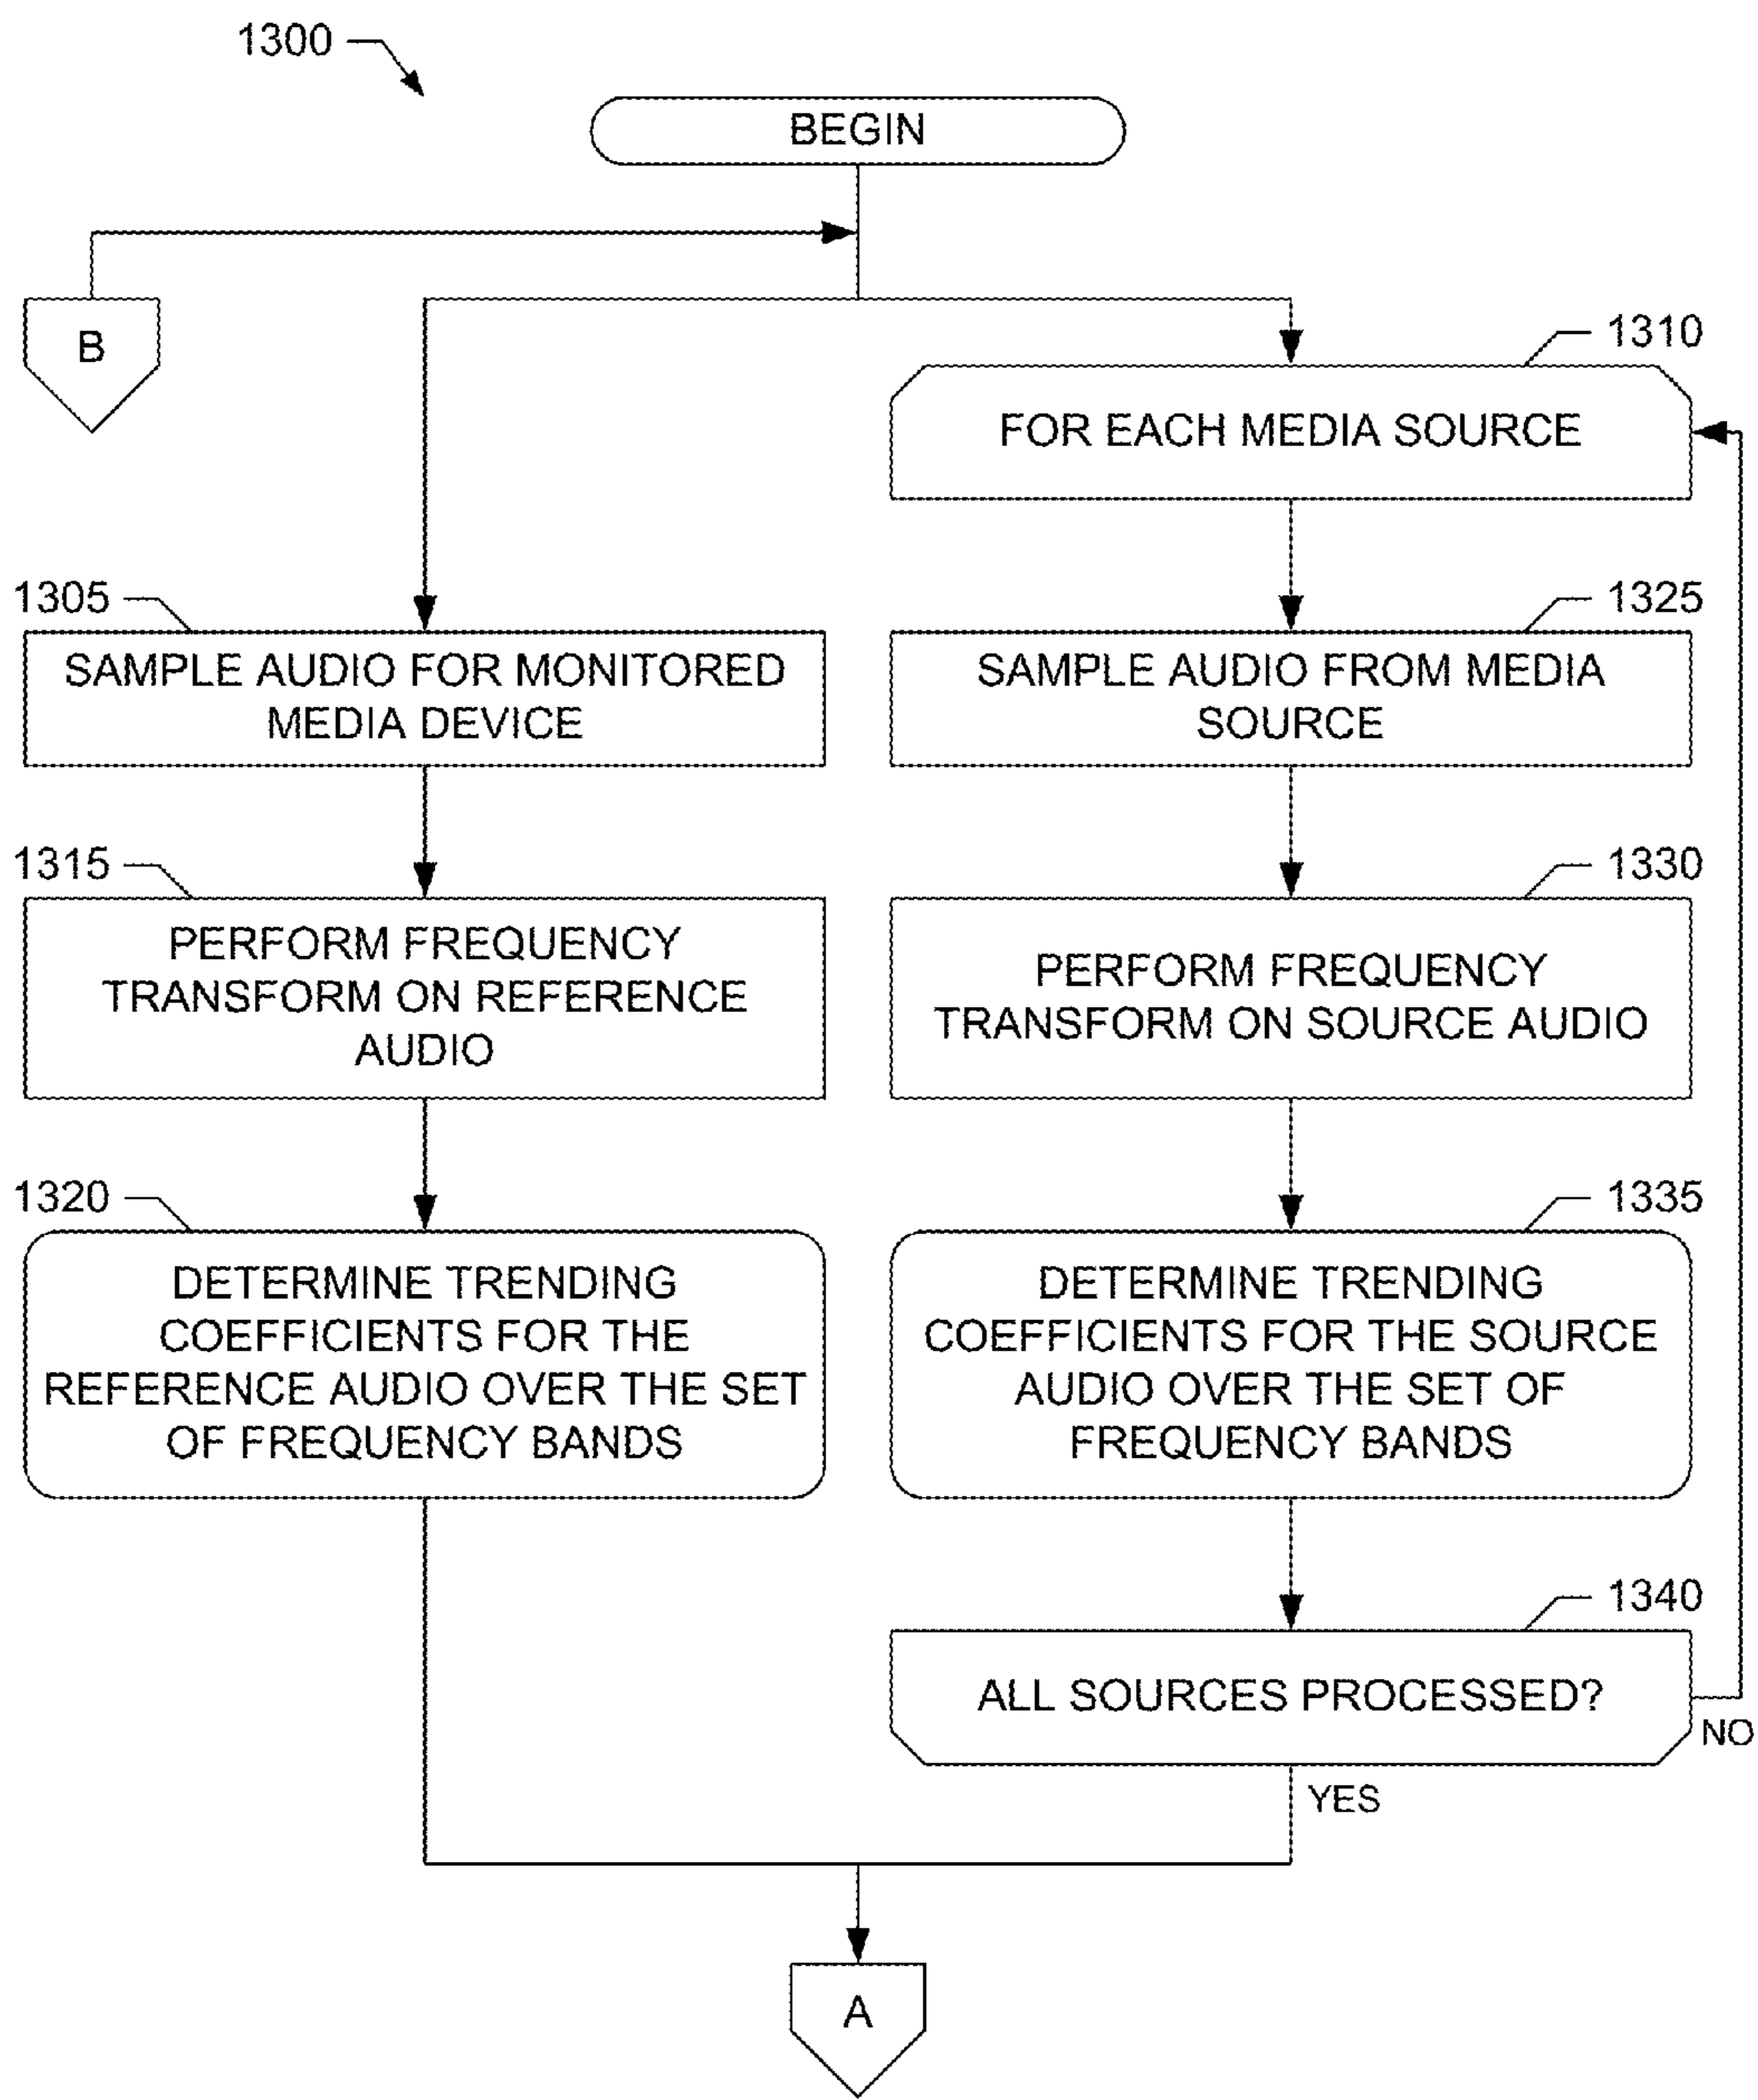 1300
BEGIN
B
1310
FOR EACH MEDIA SOURCE
1305
SAMPLE AUDIO FOR MONITORED
MEDIA DEVICE
1325
SAMPLE AUDIO FROM MEDIA
SOURCE
1315
PERFORM FREQUENCY
TRANSFORM ON REFERENCE
AUDIO
1330
PERFORM FREQUENCY
TRANSFORM ON SOURCE AUDIO
1320
DETERMINE TRENDING
COEFFICIENTS FOR THE
REFERENCE AUDIO OVER THE SET
OF FREQUENCY BANDS
1335
DETERMINE TRENDING
COEFFICIENTS FOR THE SOURCE
AUDIO OVER THE SET OF
FREQUENCY BANDS
1340
ALL SOURCES PROCESSED?
NO
YES
A